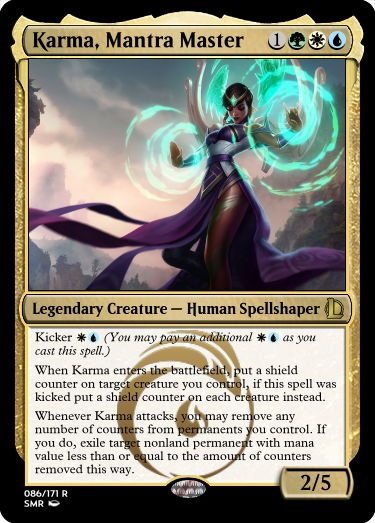 Karma, Mantra Master 1
Legendary Creature — Human Spellshaper
Kicker (You may pay an additional as you
cast this spell.)
When Karma enters the battlefield, put a shield
counter on target creature you control, if this spell was
kicked put a shield counter on each creature instead.
Whenever Karma attacks, you may remove any
number of counters from permanents you control. If
you do, exile target nonland permanent with mana
value less than or equal to the amount of counters
removed this way.
2/5
086/171 R
SMR